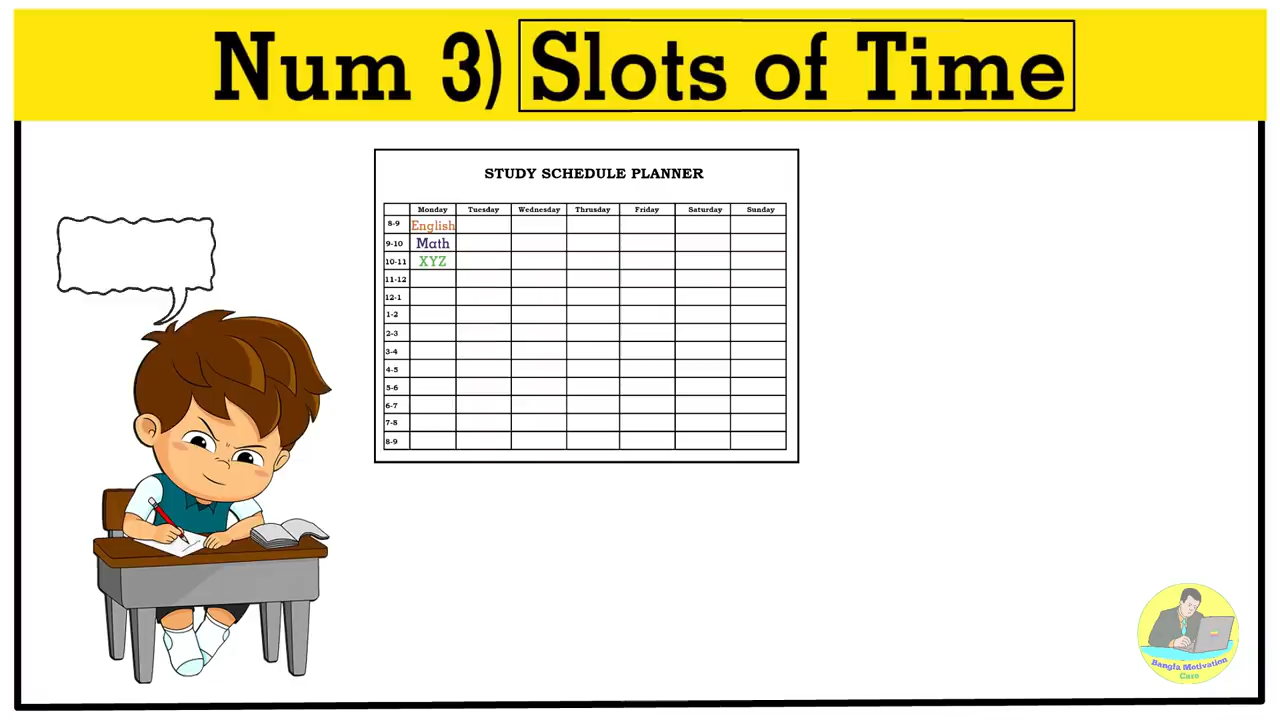 Num 3) Slots of Time
STUDY SCHEDULE PLANNER
Monday Tuesday Wednesday Thrusday Friday Saturday Sunday
8-9 English
9-10 Math
10-11 XYZ
11-12
12-1
1-2
2-3
3-4
4-5
5-6
6-7
7-8
8-9
Bangla Motivation
Care